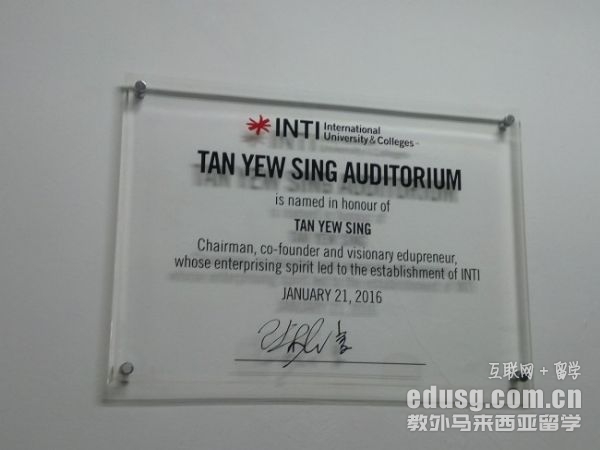 INTI International
University & Colleges
TAN YEW SING AUDITORIUM
is named in honour of
TAN YEW SING
Chairman, co-founder and visionary edupreneur,
whose enterprising spirit led to the establishment of INTI
JANUARY 21, 2016
互联网 + 留学
edusg.com.cn
教外马来西亚留学